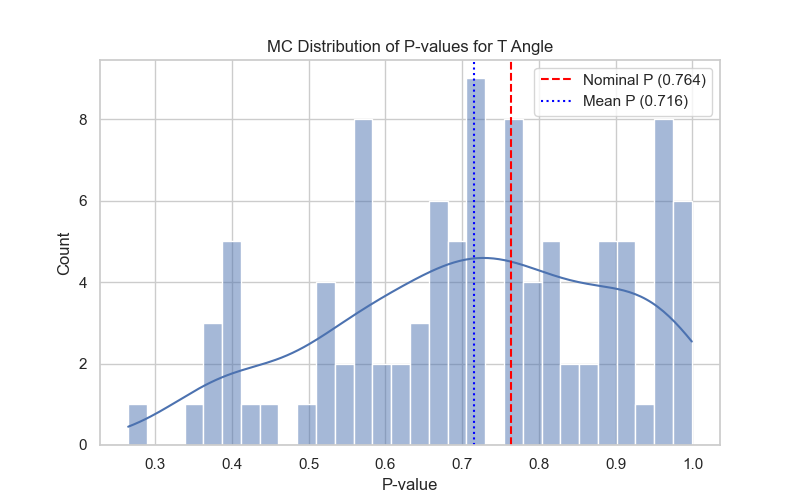 MC Distribution of P-values for T Angle
Nominal P (0.764)
Mean P (0.716)
Count
8
6
4
2
0
0.3 0.4 0.5 0.6 0.7 0.8 0.9 1.0
P-value